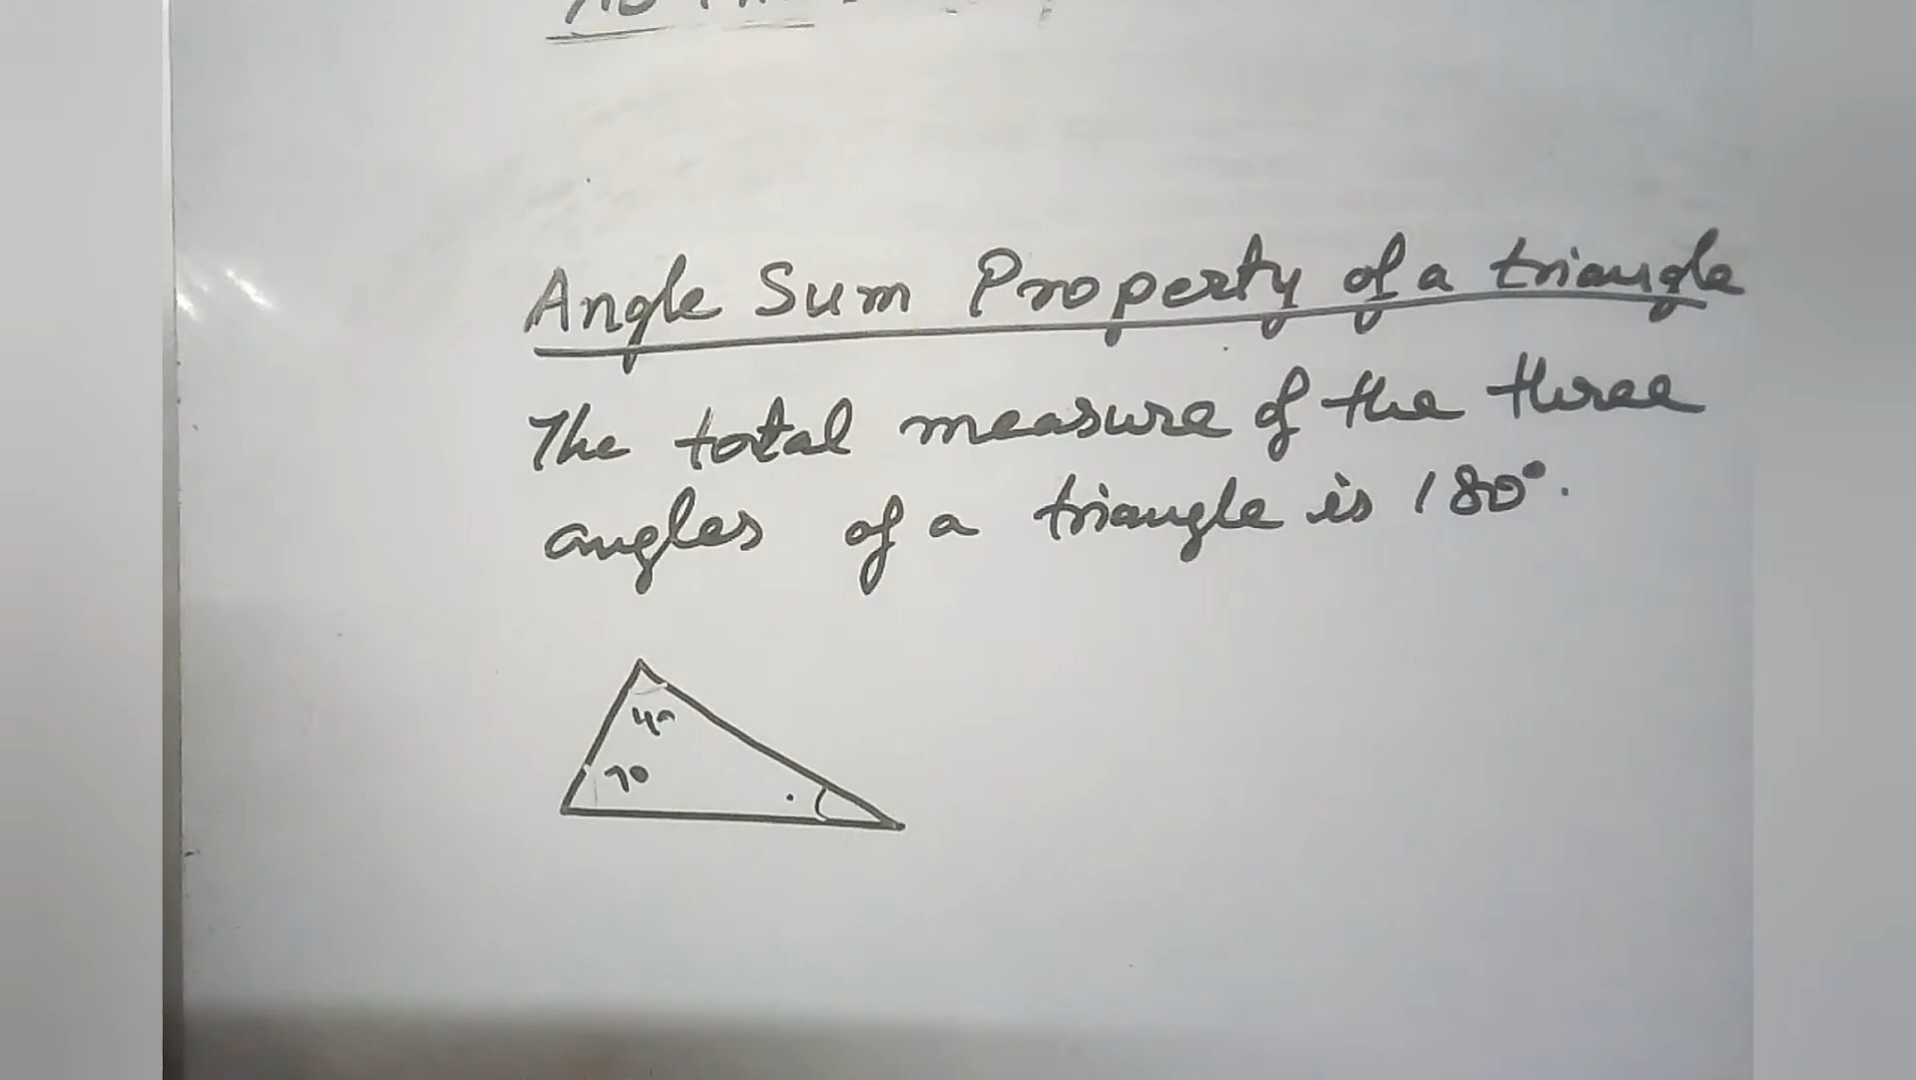 Angle Sum Property of a triangle
The total measure of the three
angles of a triangle is 180°.
40
70